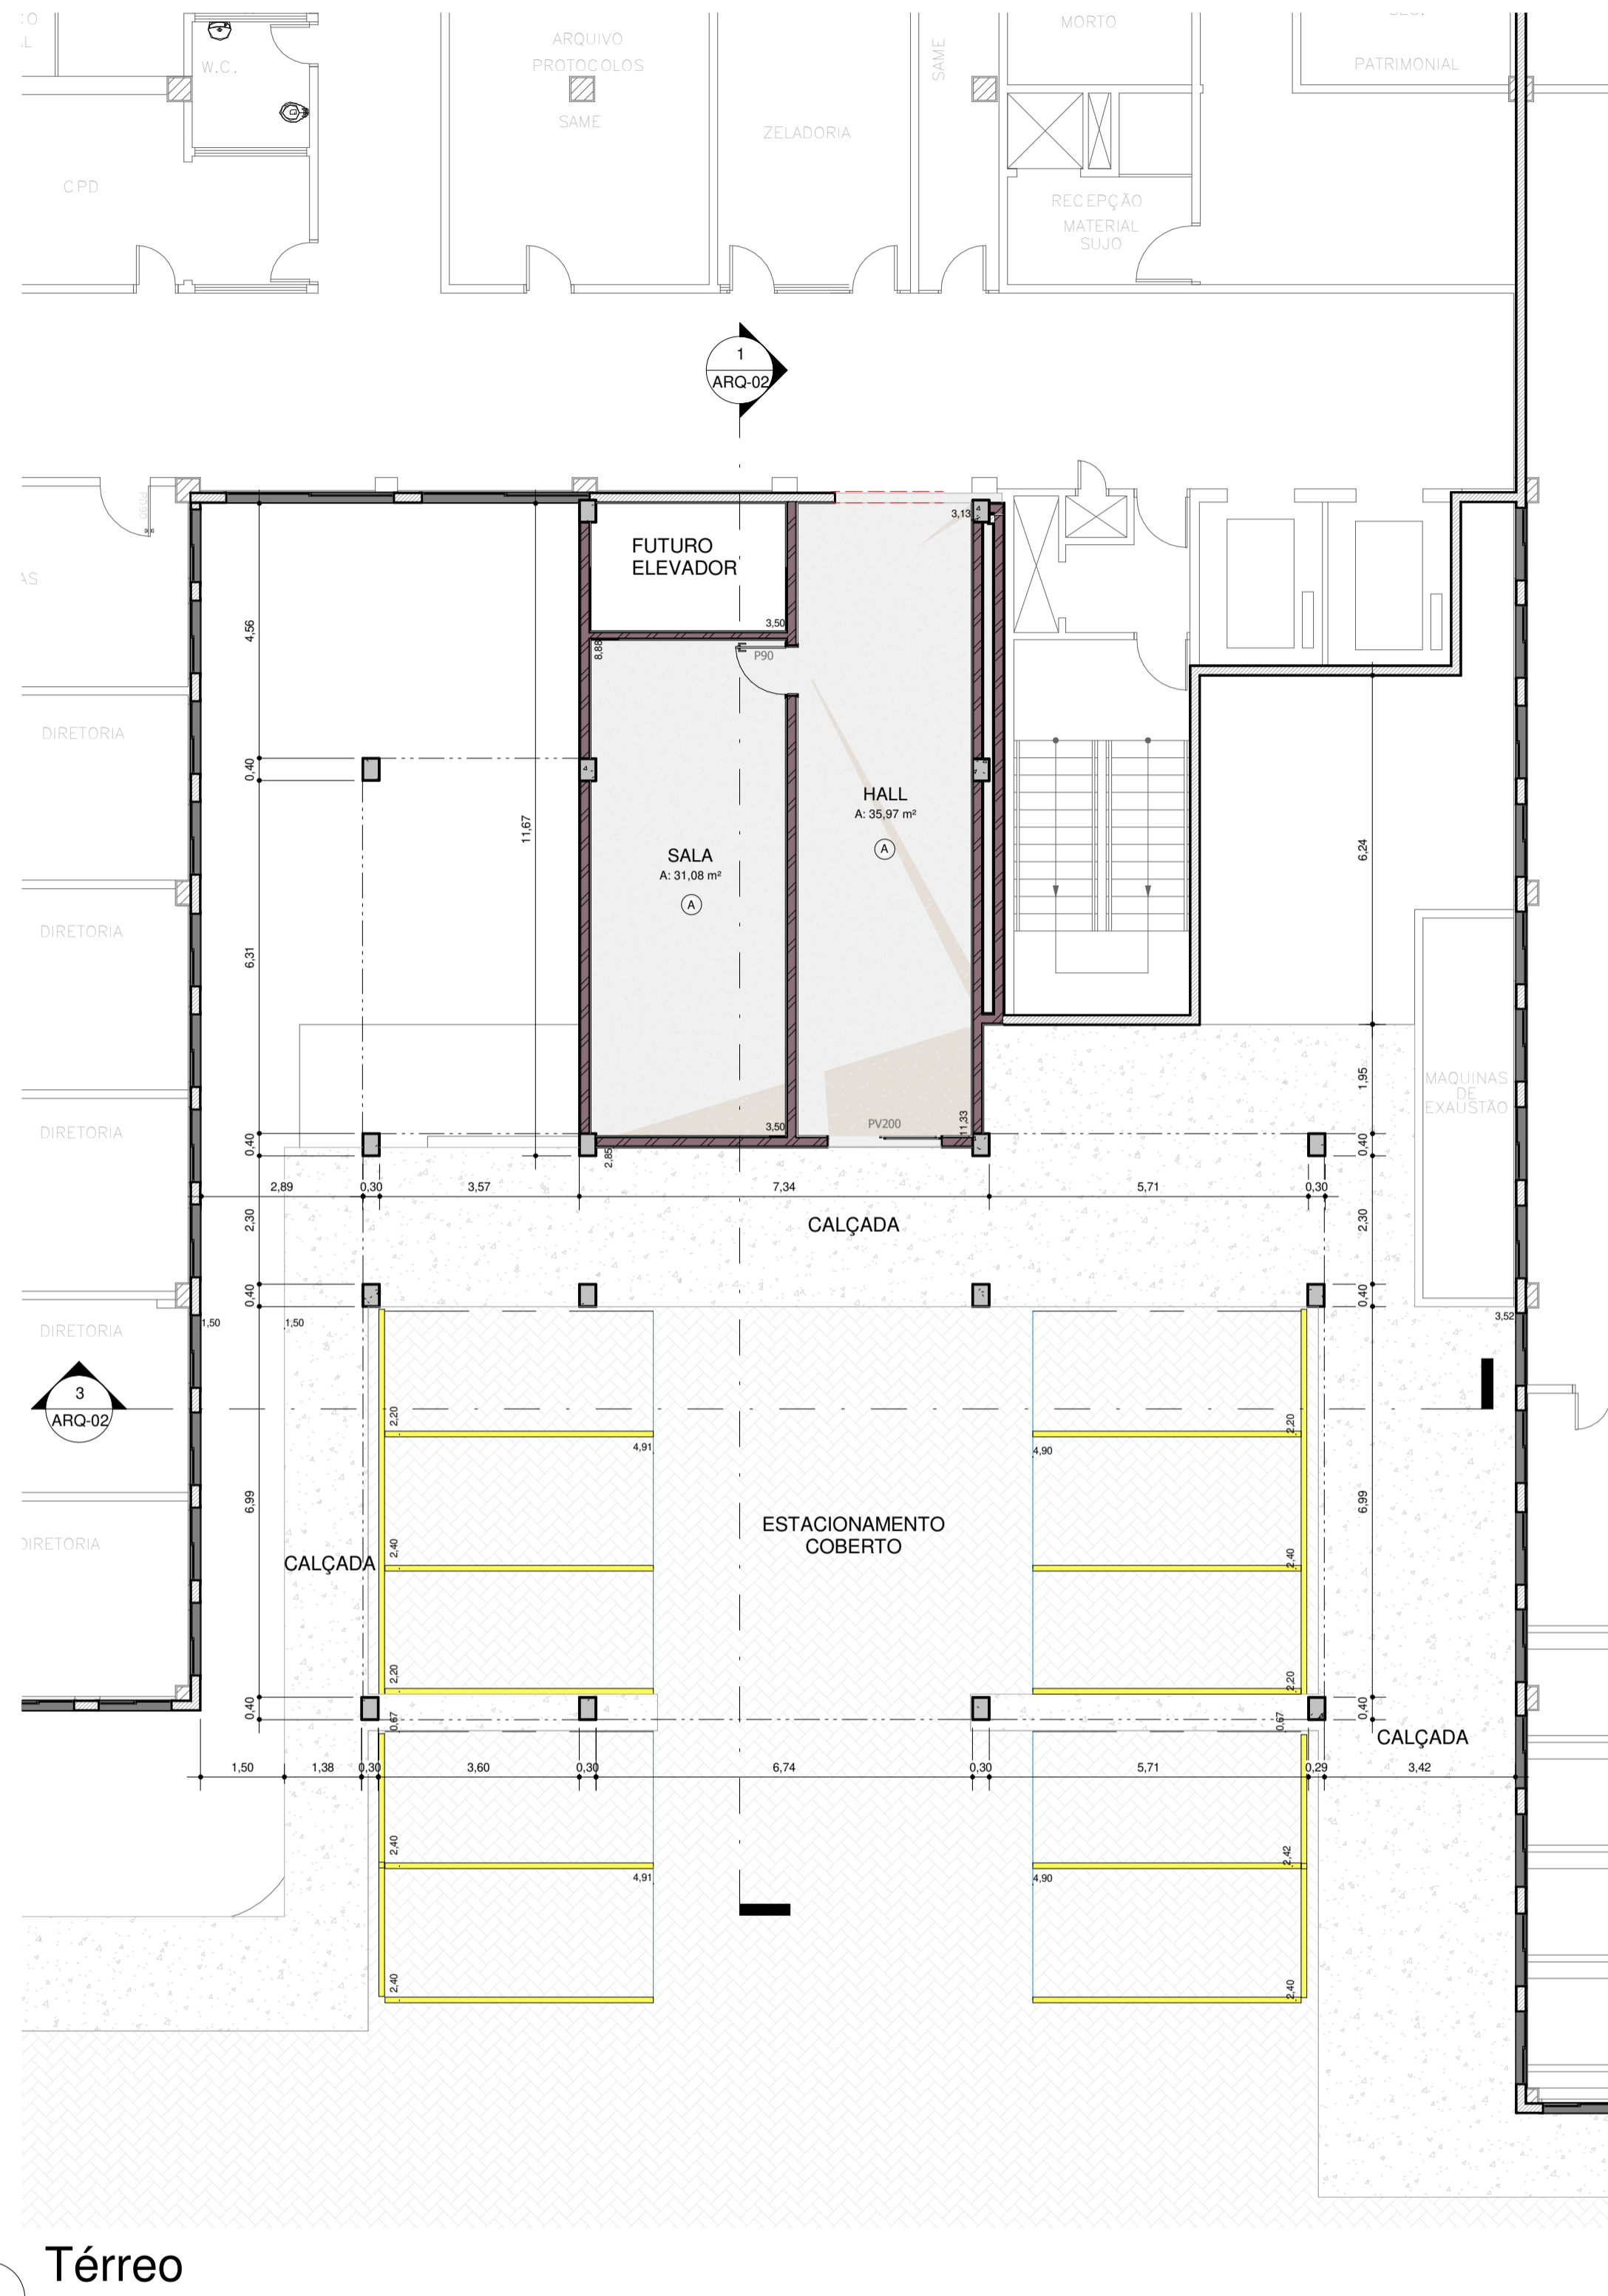 MORTO
ARQUIVO
PROTOCOLOS
SAME
SAME
PATRIMONIAL
W.C.
ZELADORIA
CPD
RECEPÇÃO
MATERIAL
SUJO
1
ARQ-02
3,13
FUTURO
ELEVADOR
3,50
4,56
8,88
P90
DIRETORIA
0,40
HALL
A: 35,97 m²
A
11,67
6,24
SALA
A: 31,08 m²
A
DIRETORIA
6,31
MAQUINAS
DE
EXAUSTÃO
1,95
DIRETORIA
3,50
PV200
11,33
0,40
0,40
2,85
2,89
0,30
3,57
7,34
5,71
0,30
2,30
CALÇADA
2,30
0,40
0,40
1,50
1,50
3,52
DIRETORIA
3
ARQ-02
2,20
2,20
4,91
4,90
6,99
ESTACIONAMENTO
COBERTO
6,99
DIRETORIA
CALÇADA
2,40
2,40
2,20
2,20
0,40
0,67
0,67
0,40
CALÇADA
1,50
1,38
0,30
3,60
0,30
6,74
0,30
5,71
0,29
3,42
2,40
2,42
4,91
4,90
2,40
2,40
Térreo